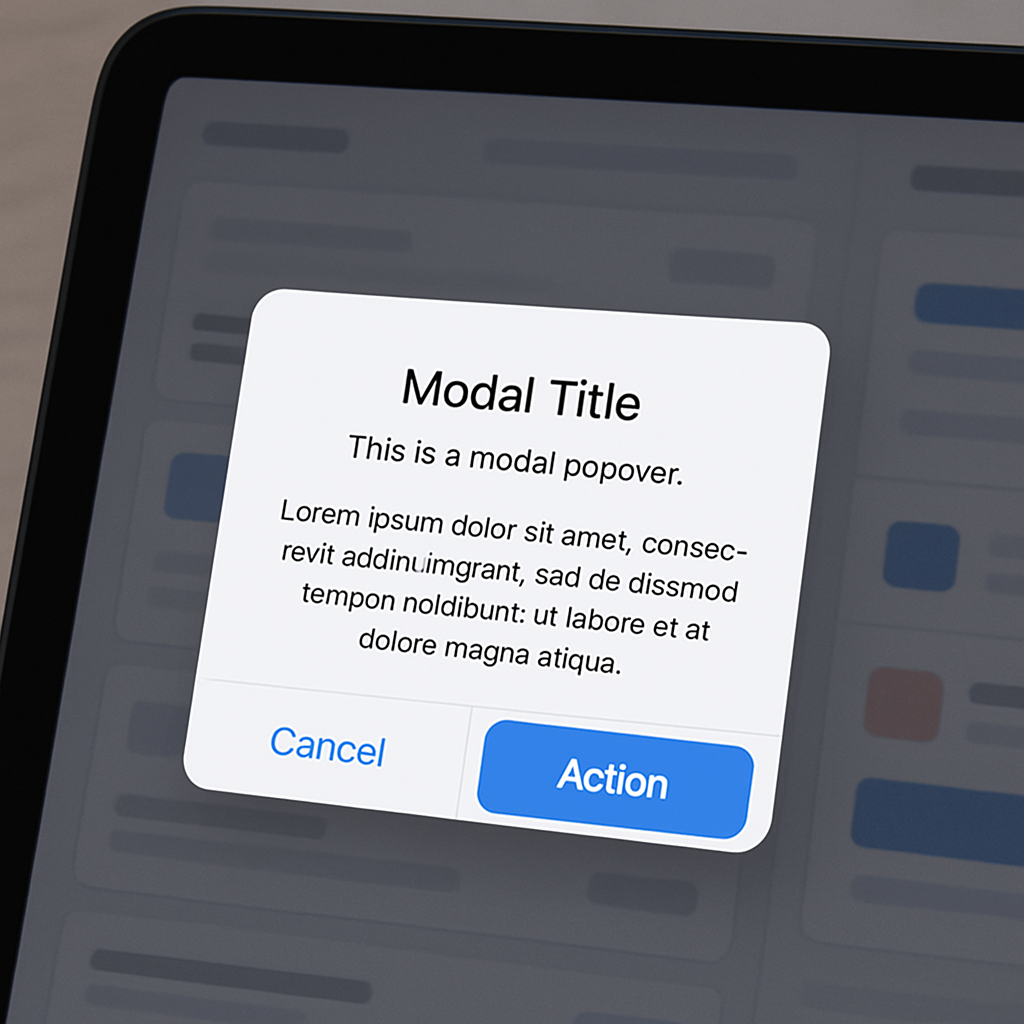 Modal Title
This is a modal popover.
Lorem ipsum dolor sit amet, consec-
revit addinuimgrant, sad de dissmod
tempon noldibunt: ut labore et at
dolore magna atiqua.
Cancel
Action